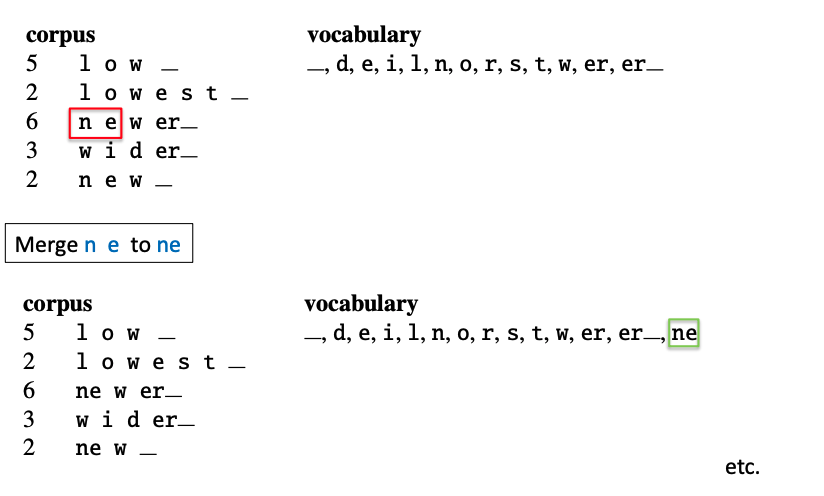 corpus vocabulary
5 l o w _ _, d, e, i, l, n, o, r, s, t, w, er, er_
2 l o w e s t _
6 n e w er_
3 w i d er_
2 n e w _
Merge n e to ne
corpus vocabulary
5 l o w _ _, d, e, i, l, n, o, r, s, t, w, er, er_, ne
2 l o w e s t _
6 ne w er_
3 w i d er_
2 ne w _
etc.